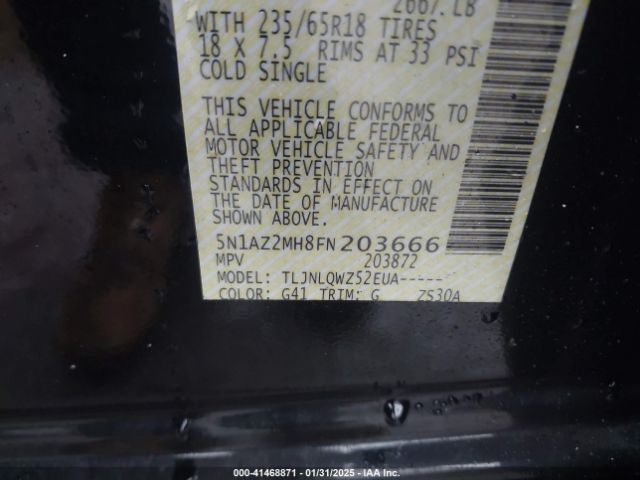 2667. LB
WITH 235/65R18 TIRES
18 X 7.5 RIMS AT 33 PSI
COLD SINGLE
THIS VEHICLE CONFORMS TO
ALL APPLICABLE FEDERAL
MOTOR VEHICLE SAFETY AND
THEFT PREVENTION
STANDARDS IN EFFECT ON
THE DATE OF MANUFACTURE
SHOWN ABOVE.
5N1AZ2MH8FN203666
MPV 203872
MODEL: TLJNLQWZ52EUA-----
COLOR: G41 TRIM: G ZS30A
000-41468871 | 01/31/2025 - IAA Inc.